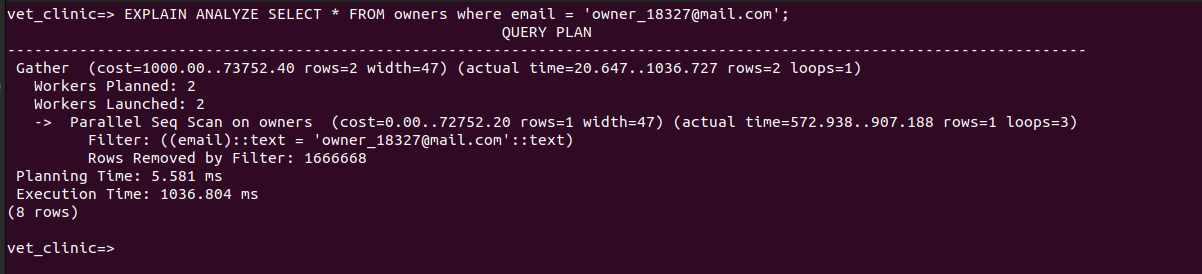 vet_clinic=> EXPLAIN ANALYZE SELECT * FROM owners where email = 'owner_18327@mail.com';
QUERY PLAN
-------------------------------------------------------------------------------------------------------------------------
Gather  (cost=1000.00..73752.40 rows=2 width=47) (actual time=20.647..1036.727 rows=2 loops=1)
Workers Planned: 2
Workers Launched: 2
->  Parallel Seq Scan on owners  (cost=0.00..72752.20 rows=1 width=47) (actual time=572.938..907.188 rows=1 loops=3)
Filter: ((email)::text = 'owner_18327@mail.com'::text)
Rows Removed by Filter: 1666668
Planning Time: 5.581 ms
Execution Time: 1036.804 ms
(8 rows)
vet_clinic=>